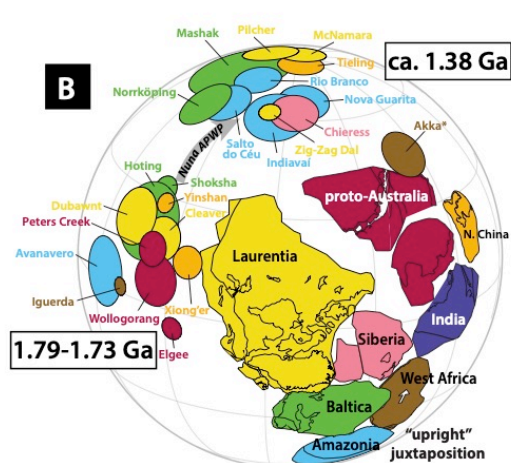 Pilcher
McNamara
Mashak
Tieling
ca. 1.38 Ga
B
Rio Branco
Norrköping
Nova Guarita
Salto
do Céu
Chieress
Akka*
Zig-Zag Dal
Indiavaí
Nuna APWP
Hoting
Shoksha
proto-Australia
Dubawnt
Yinshan
Peters Creek
Cleaver
N. China
Avanavero
Laurentia
Iguerda
Xiong'er
India
Wollogorang
Siberia
1.79-1.73 Ga
Elgee
West Africa
Baltica
"upright"
Amazonia
juxtaposition